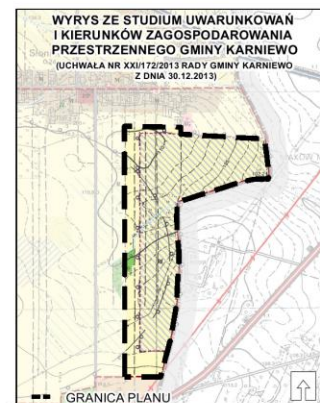 WYRYS ZE STUDIUM UWARUNKOWAŃ
I KIERUNKÓW ZAGOSPODAROWANIA
PRZESTRZENNEGO GMINY KARNIEWO
(UCHWAŁA NR XXI/172/2013 RADY GMINY KARNIEWO
Z DNIA 30.12.2013)
GRANICA PLANU